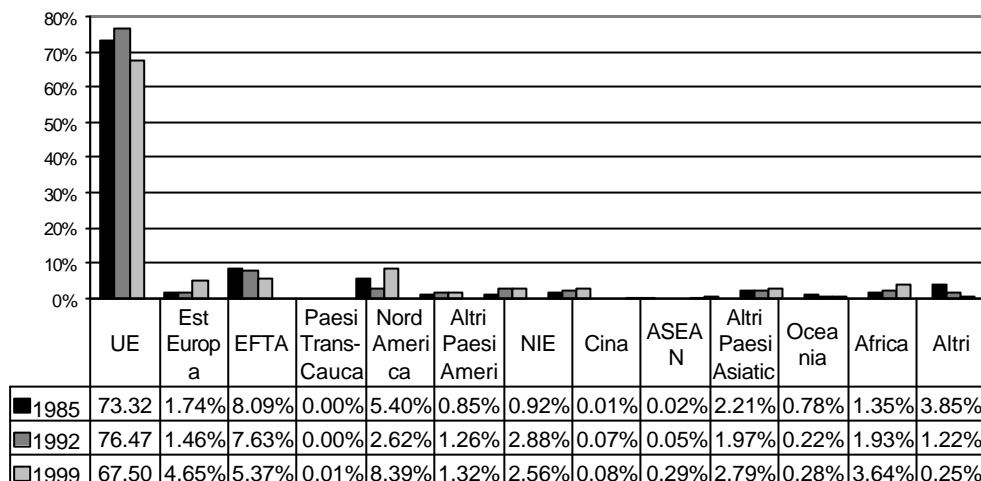 80%
70%
60%
50%
40%
30%
20%
10%
0%
UE
Est
Europ
a
EFTA
Paesi
Trans-
Cauca
Nord
Ameri
ca
Altri
Paesi
Ameri
NIE
Cina
ASEA
N
Altri
Paesi
Asiatic
Ocea
nia
Africa
Altri
1985 73.32 1.74% 8.09% 0.00% 5.40% 0.85% 0.92% 0.01% 0.02% 2.21% 0.78% 1.35% 3.85%
1992 76.47 1.46% 7.63% 0.00% 2.62% 1.26% 2.88% 0.07% 0.05% 1.97% 0.22% 1.93% 1.22%
1999 67.50 4.65% 5.37% 0.01% 8.39% 1.32% 2.56% 0.08% 0.29% 2.79% 0.28% 3.64% 0.25%